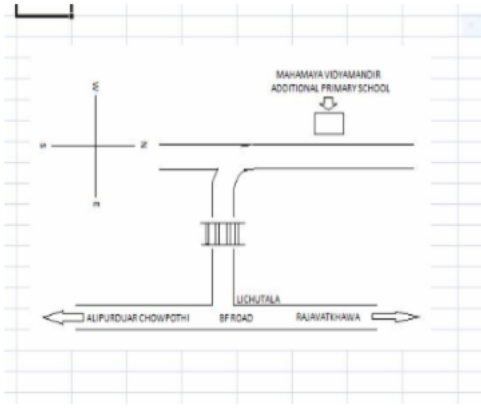 MAHAMAYA VIDYAMANDIR
ADDITIONAL PRIMARY SCHOOL
W
S
N
E
LICHUTALA
ALIPURDUAR CHOWPOTHI
BF ROAD
RAJAVATKHAWA